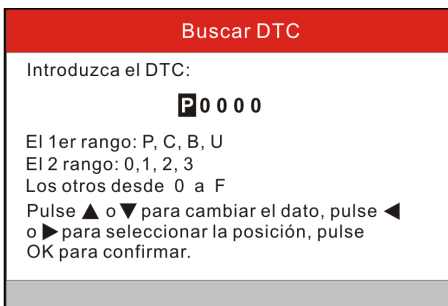 Buscar DTC
Introduzca el DTC:
P0000
El 1er rango: P, C, B, U
El 2 rango: 0,1, 2, 3
Los otros desde 0 a F
Pulse ▲ o ▼ para cambiar el dato, pulse ◀
o ▶ para seleccionar la posición, pulse
OK para confirmar.